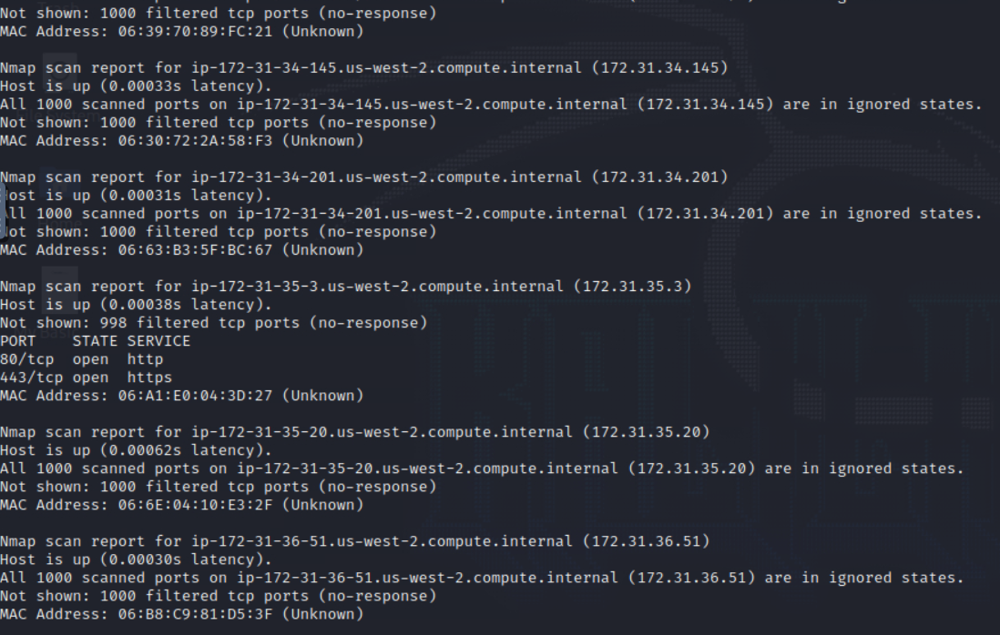 Not shown: 1000 filtered tcp ports (no-response)
MAC Address: 06:39:70:89:FC:21 (Unknown)
Nmap scan report for ip-172-31-34-145.us-west-2.compute.internal (172.31.34.145)
Host is up (0.00033s latency).
All 1000 scanned ports on ip-172-31-34-145.us-west-2.compute.internal (172.31.34.145) are in ignored states.
Not shown: 1000 filtered tcp ports (no-response)
MAC Address: 06:30:72:2A:58:F3 (Unknown)
Nmap scan report for ip-172-31-34-201.us-west-2.compute.internal (172.31.34.201)
Host is up (0.00031s latency).
All 1000 scanned ports on ip-172-31-34-201.us-west-2.compute.internal (172.31.34.201) are in ignored states.
Not shown: 1000 filtered tcp ports (no-response)
MAC Address: 06:63:B3:5F:BC:67 (Unknown)
Nmap scan report for ip-172-31-35-3.us-west-2.compute.internal (172.31.35.3)
Host is up (0.00038s latency).
Not shown: 998 filtered tcp ports (no-response)
PORT    STATE SERVICE
80/tcp  open  http
443/tcp open  https
MAC Address: 06:A1:E0:04:3D:27 (Unknown)
Nmap scan report for ip-172-31-35-20.us-west-2.compute.internal (172.31.35.20)
Host is up (0.00062s latency).
All 1000 scanned ports on ip-172-31-35-20.us-west-2.compute.internal (172.31.35.20) are in ignored states.
Not shown: 1000 filtered tcp ports (no-response)
MAC Address: 06:6E:04:10:E3:2F (Unknown)
Nmap scan report for ip-172-31-36-51.us-west-2.compute.internal (172.31.36.51)
Host is up (0.00030s latency).
All 1000 scanned ports on ip-172-31-36-51.us-west-2.compute.internal (172.31.36.51) are in ignored states.
Not shown: 1000 filtered tcp ports (no-response)
MAC Address: 06:B8:C9:81:D5:3F (Unknown)